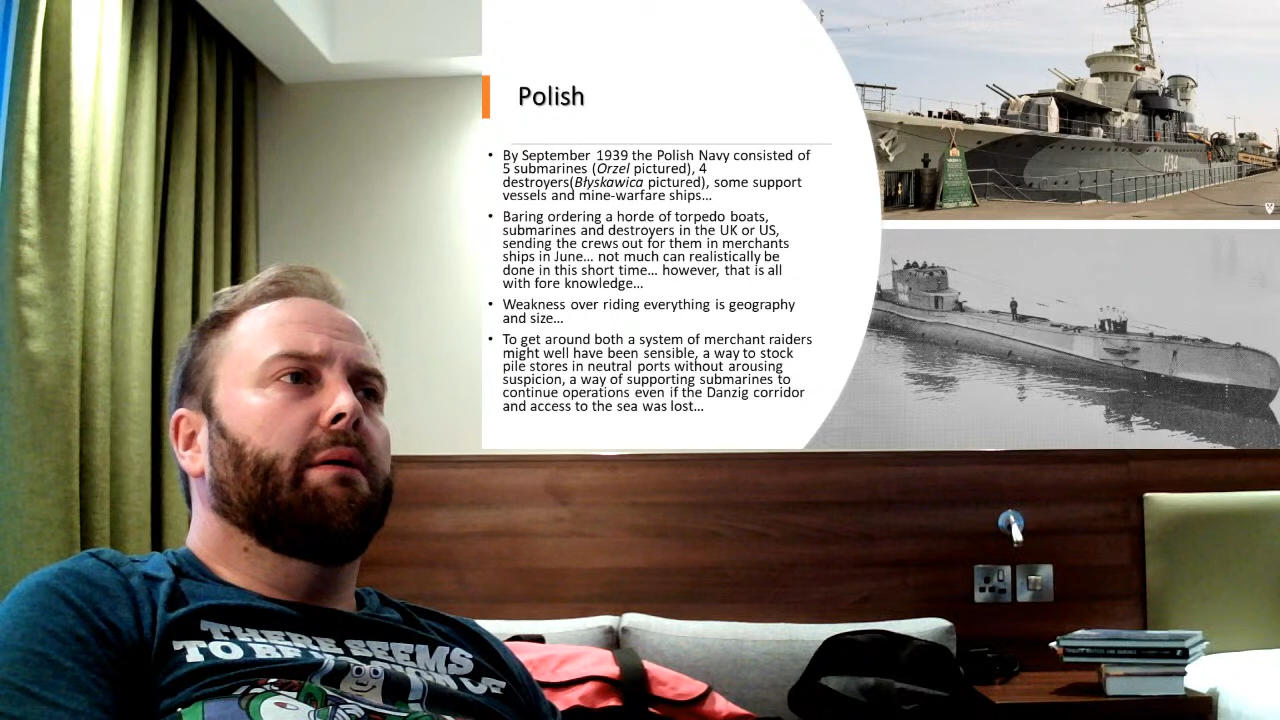 Polish
• By September 1939 the Polish Navy consisted of
5 submarines (Orzel pictured), 4
destroyers(Błyskawica pictured), some support
vessels and mine-warfare ships…
• Baring ordering a horde of torpedo boats,
submarines and destroyers in the UK or US,
sending the crews out for them in merchants
ships in June… not much can realistically be
done in this short time… however, that is all
with fore knowledge…
• Weakness over riding everything is geography
and size…
• To get around both a system of merchant raiders
might well have been sensible, a way to stock
pile stores in neutral ports without arousing
suspicion, a way of supporting submarines to
continue operations even if the Danzig corridor
and access to the sea was lost…
H34
THERE SEEMS
TO BE
OF